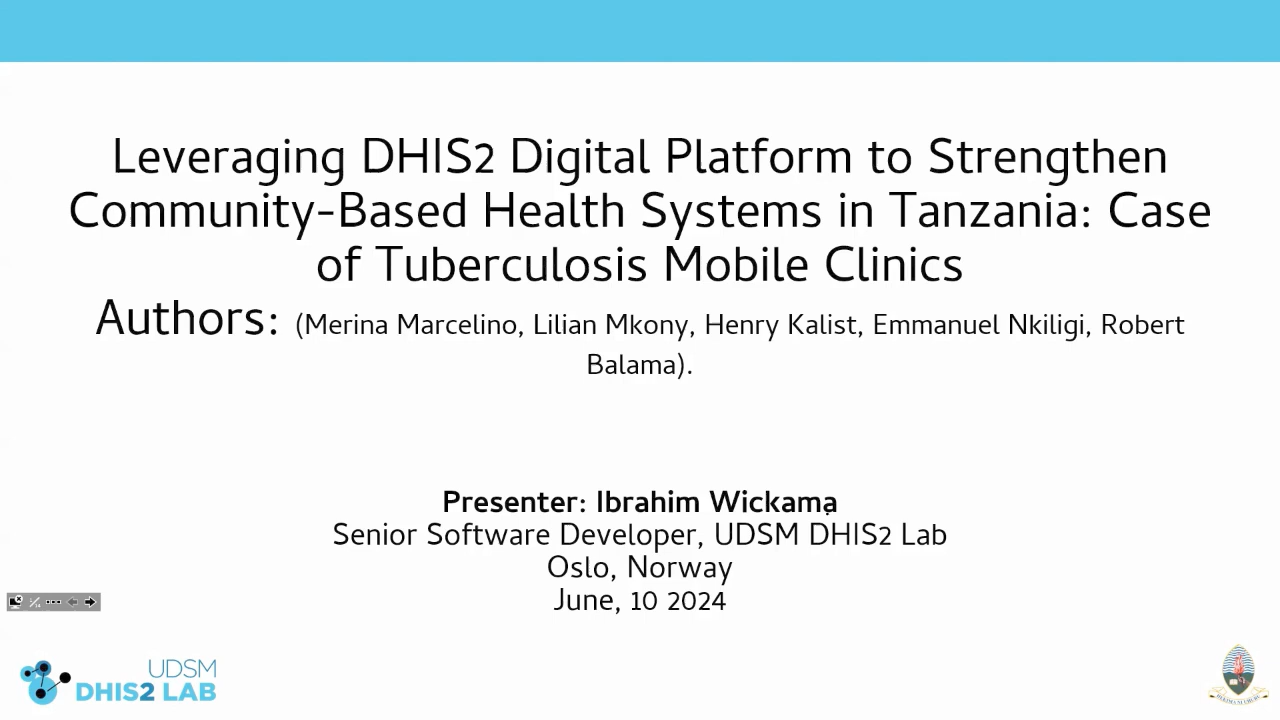 Leveraging DHIS2 Digital Platform to Strengthen
Community-Based Health Systems in Tanzania: Case
of Tuberculosis Mobile Clinics
Authors: (Merina Marcelino, Lilian Mkony, Henry Kalist, Emmanuel Nkiligi, Robert
Balama).
Presenter: Ibrahim Wickama
Senior Software Developer, UDSM DHIS2 Lab
Oslo, Norway
June, 10 2024
UDSM
DHIS2 LAB